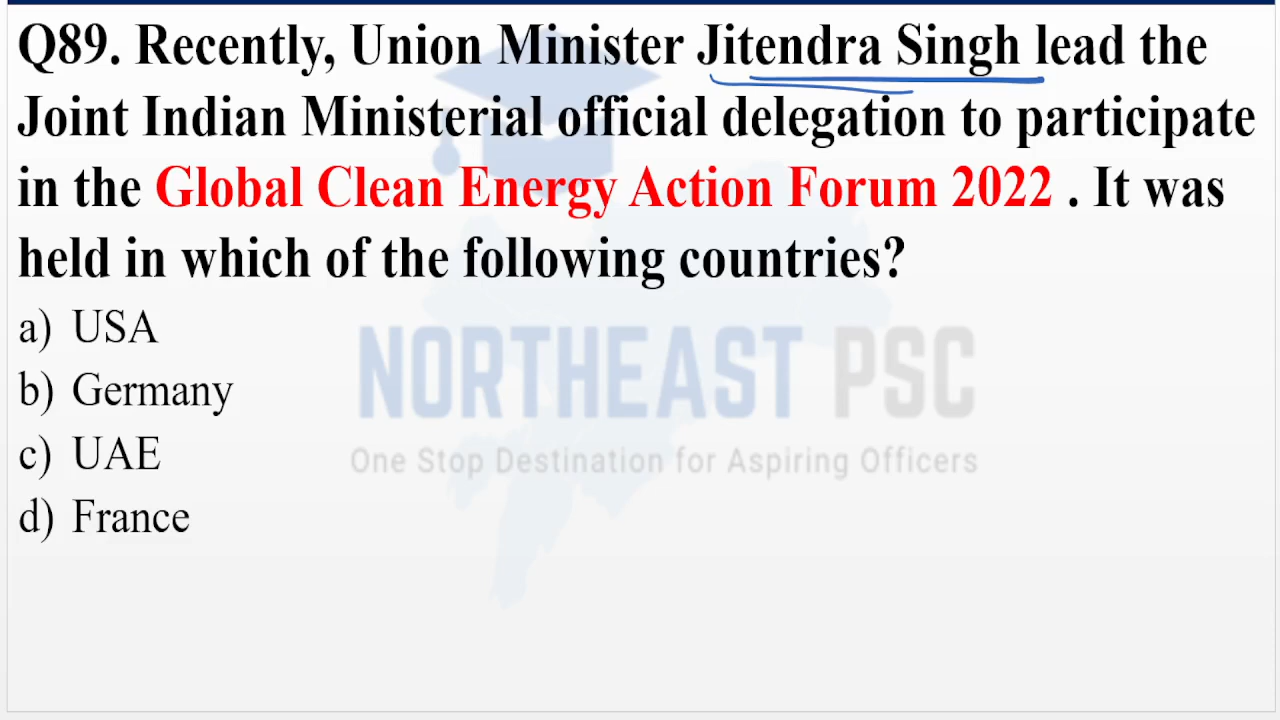 Q89. Recently, Union Minister Jitendra Singh lead the
Joint Indian Ministerial official delegation to participate
in the Global Clean Energy Action Forum 2022 . It was
held in which of the following countries?
a) USA
b) Germany
NORTHEAST PSC
c) UAE
One Stop Destination for Aspiring Officers
d) France